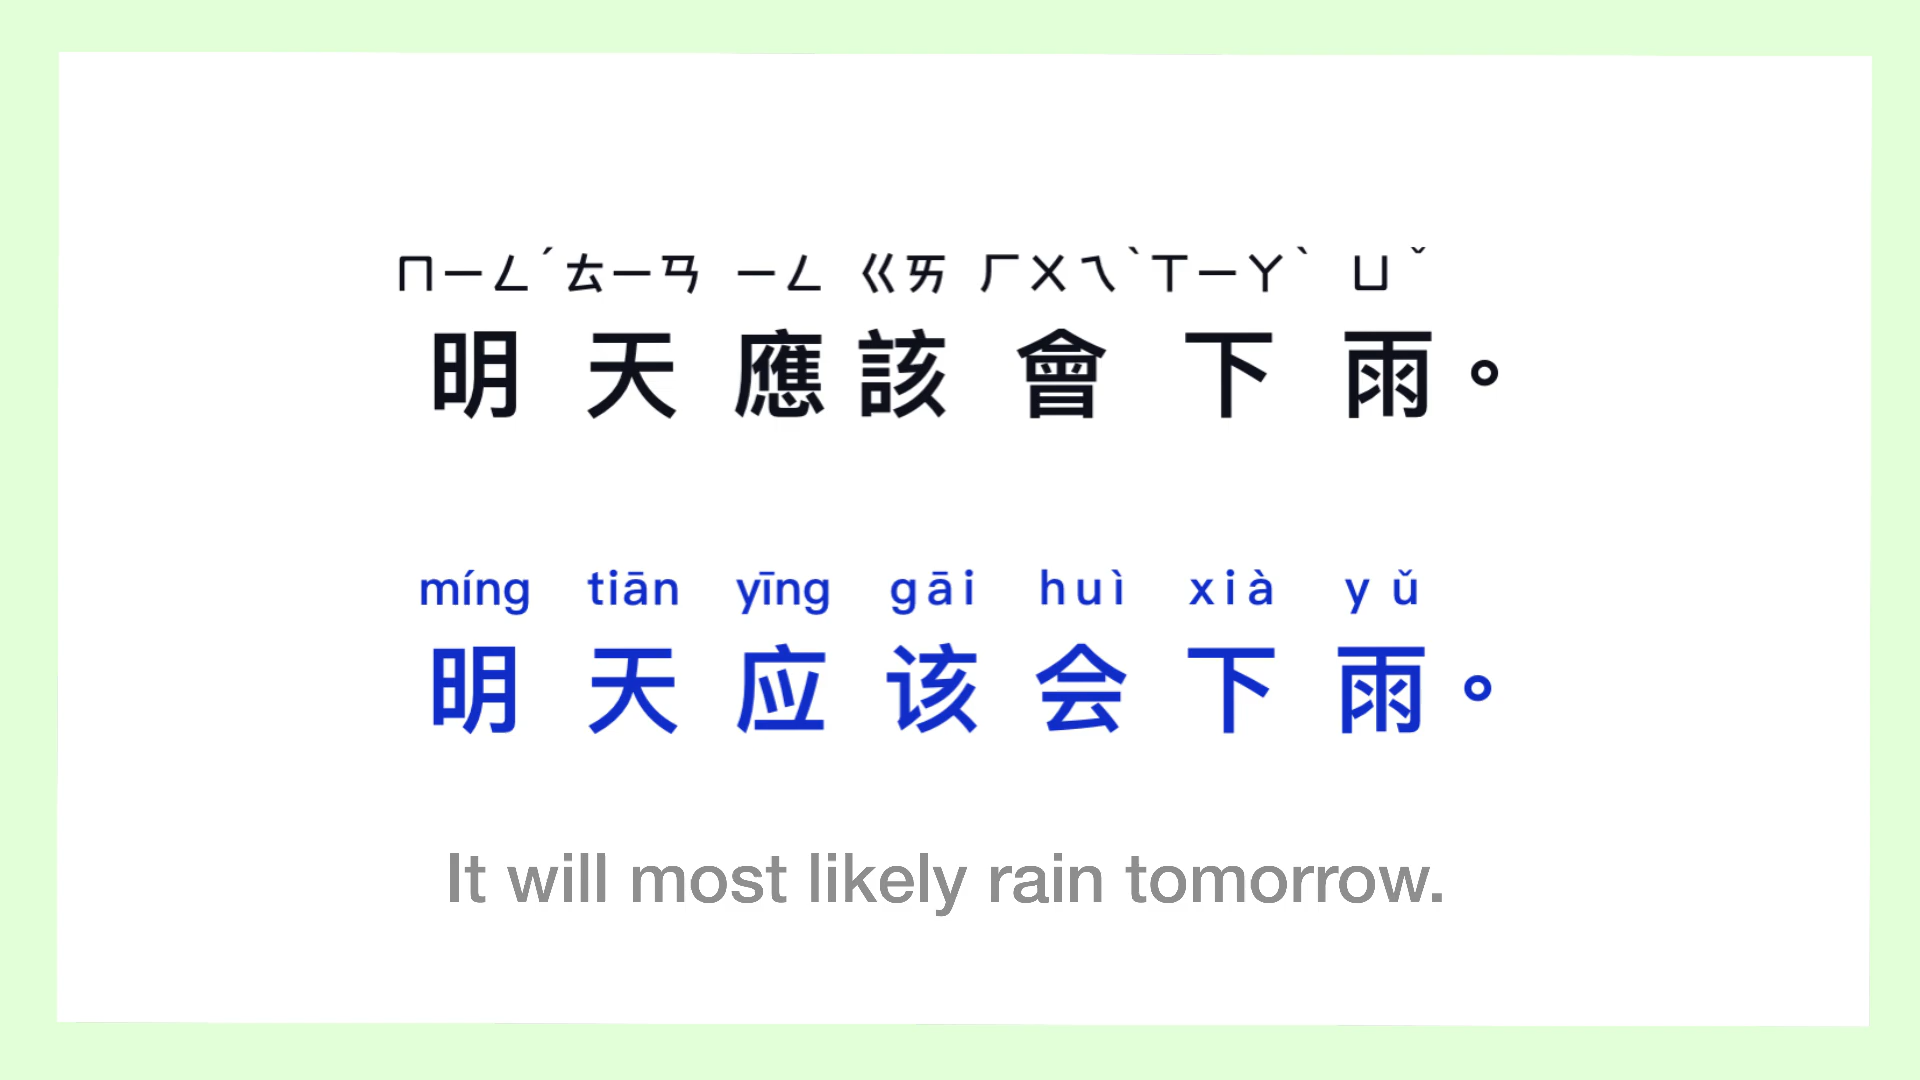 ㄇㄧㄥˊ ㄊㄧㄢ ㄧㄥ ㄍㄞ ㄏㄨㄟˋ ㄒㄧㄚˋ ㄩˇ
明 天 應 該 會 下 雨。
míng tiān yīng gāi huì xià yǔ
明 天 应 该 会 下 雨。
It will most likely rain tomorrow.